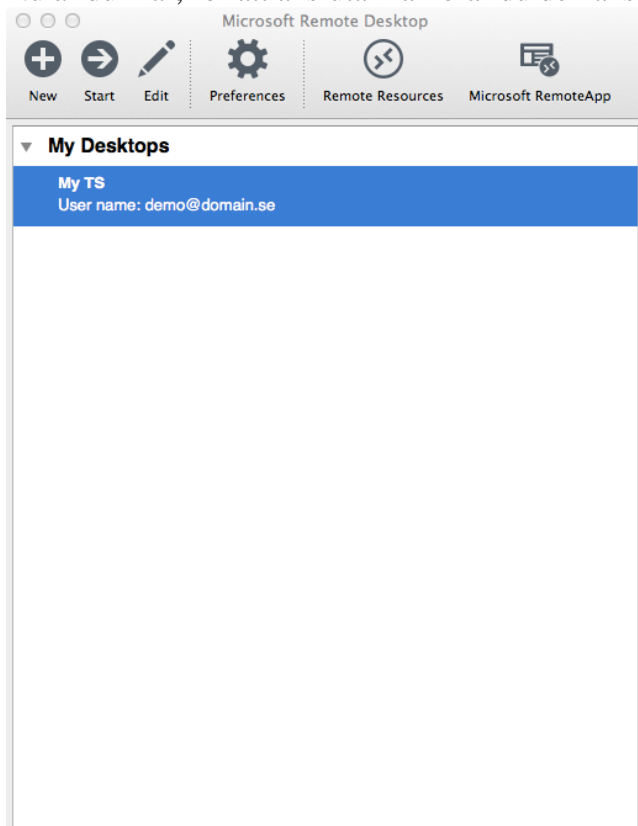 Microsoft Remote Desktop
New Start Edit Preferences Remote Resources Microsoft RemoteApp
My Desktops
My TS
User name: demo@domain.se